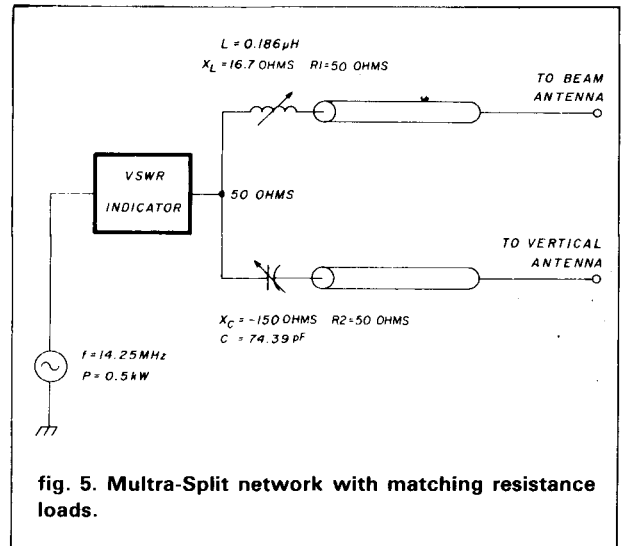 L = 0.186µH
XL = 16.7 OHMS R1=50 OHMS
TO BEAM
ANTENNA
VSWR
INDICATOR
50 OHMS
TO VERTICAL
ANTENNA
XC = -150 OHMS R2=50 OHMS
C = 74.39 pF
f=14.25MHz
P=0.5kW
fig. 5. Multra-Split network with matching resistance
loads.